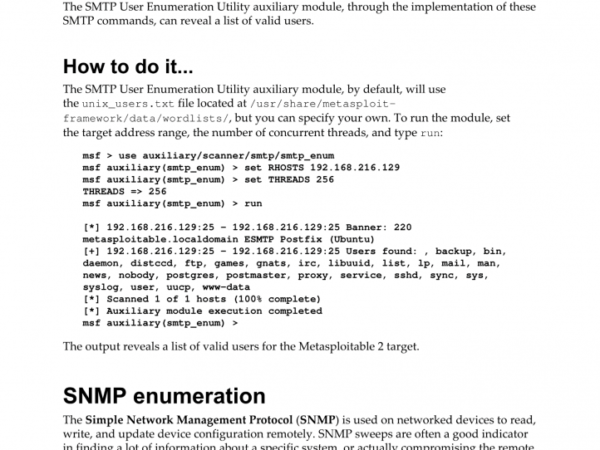 The SMTP User Enumeration Utility auxiliary module, through the implementation of these
SMTP commands, can reveal a list of valid users.
How to do it...
The SMTP User Enumeration Utility auxiliary module, by default, will use
the unix_users.txt file located at /usr/share/metasploit-
framework/data/wordlists/, but you can specify your own. To run the module, set
the target address range, the number of concurrent threads, and type run:
msf > use auxiliary/scanner/smtp/smtp_enum
msf auxiliary(smtp_enum) > set RHOSTS 192.168.216.129
msf auxiliary(smtp_enum) > set THREADS 256
THREADS => 256
msf auxiliary(smtp_enum) > run
[*] 192.168.216.129:25 - 192.168.216.129:25 Banner: 220
metasploitable.localdomain ESMTP Postfix (Ubuntu)
[+] 192.168.216.129:25 - 192.168.216.129:25 Users found: , backup, bin,
daemon, distccd, ftp, games, gnats, irc, libuuid, list, lp, mail, man,
news, nobody, postgres, postmaster, proxy, service, sshd, sync, sys,
syslog, user, uucp, www-data
[*] Scanned 1 of 1 hosts (100% complete)
[*] Auxiliary module execution completed
msf auxiliary(smtp_enum) >
The output reveals a list of valid users for the Metasploitable 2 target.
SNMP enumeration
The Simple Network Management Protocol (SNMP) is used on networked devices to read,
write, and update device configuration remotely. SNMP sweeps are often a good indicator
in finding a lot of information about a specific system, or actually compromising the remote